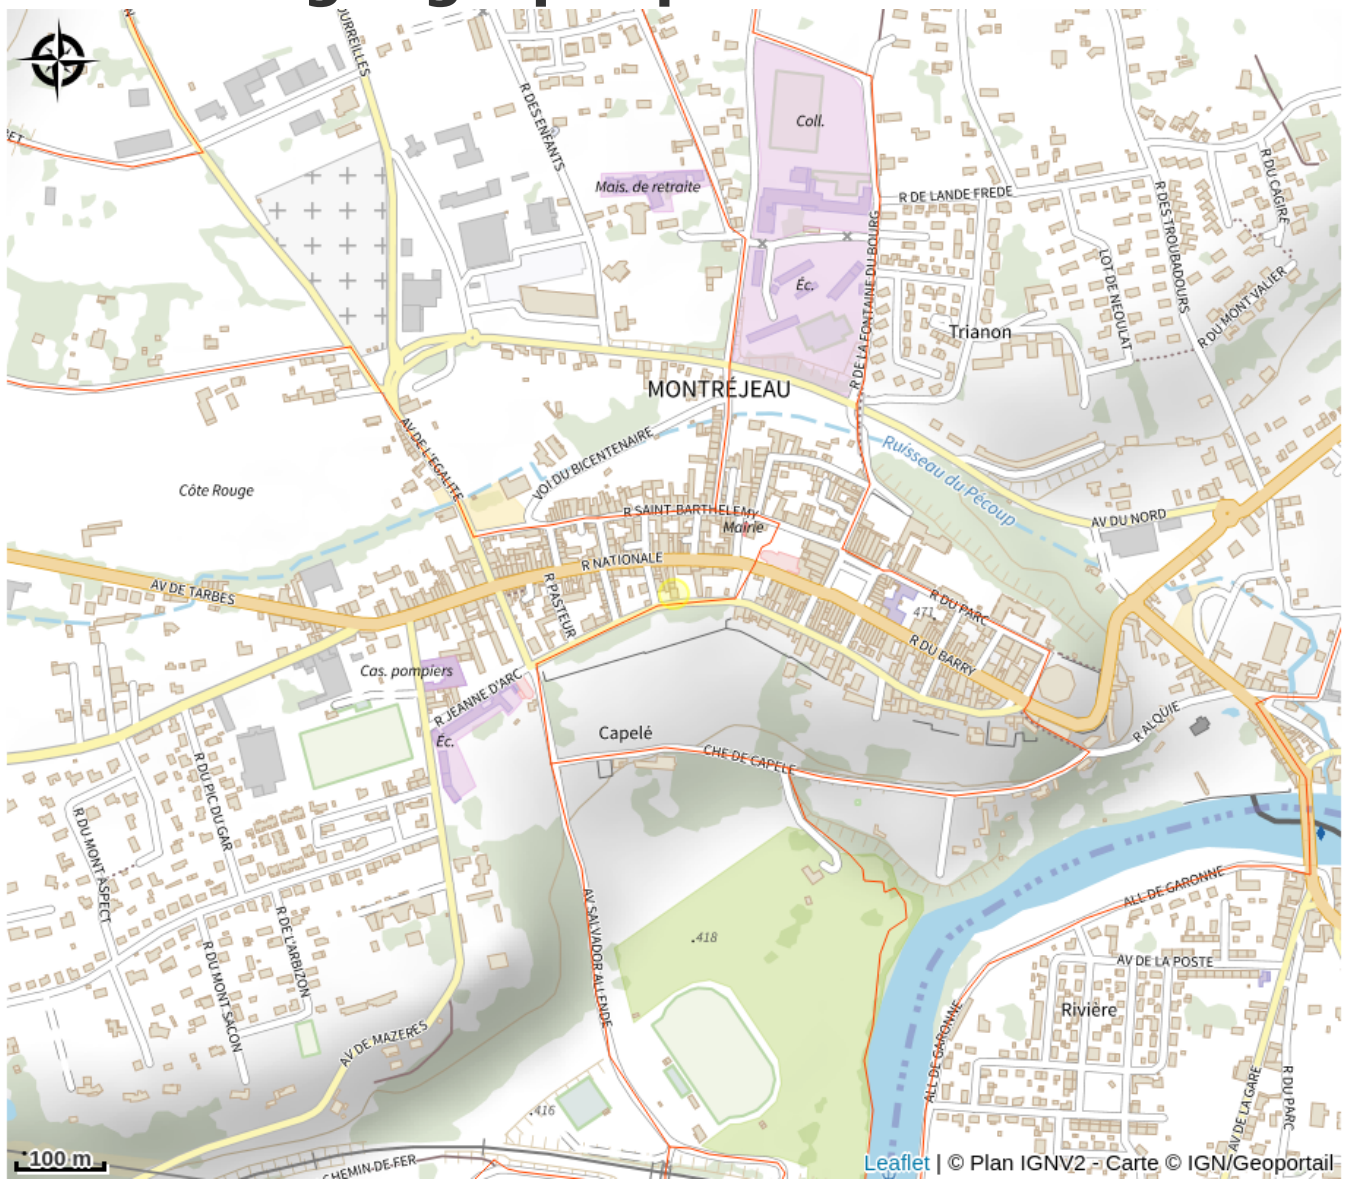 OURREILLES
R DES ENFANTS
Coll.
Mais. de retraite
R DE LANDE FREDE
R DU CAGIRE
R DES TROUBADOURS
LOT DE NEOULAT
R DU MONT VALIER
R DE LA FONTAINE DU BOURG
Éc.
Trianon
MONTRÉJEAU
AV DE L'EGALITE
VOI DU BICENTENAIRE
Ruisseau du Pécoup
Côte Rouge
R SAINT-BARTHELEMY
Mairie
AV DU NORD
R NATIONALE
AV DE TARBES
R PASTEUR
R DU PARC
471
R DU BARRY
Cas. pompiers
R JEANNE D'ARC
Éc.
Capelé
CHE DE CAPELE
R ALQUIE
R DU PIC DU GAR
R DU MONT ASPECT
R DE L'ARBIZON
R DU MONT SACON
AV SALVADOR ALLENDE
ALL DE GARONNE
418
AV DE LA POSTE
Rivière
AV DE MAZERES
ALL DE GARONNE
416
AV DE LA GARE
R DU PARC
100 m
CHEMIN DE FER
Leaflet | © Plan IGNV2 - Carte © IGN/Geoportail